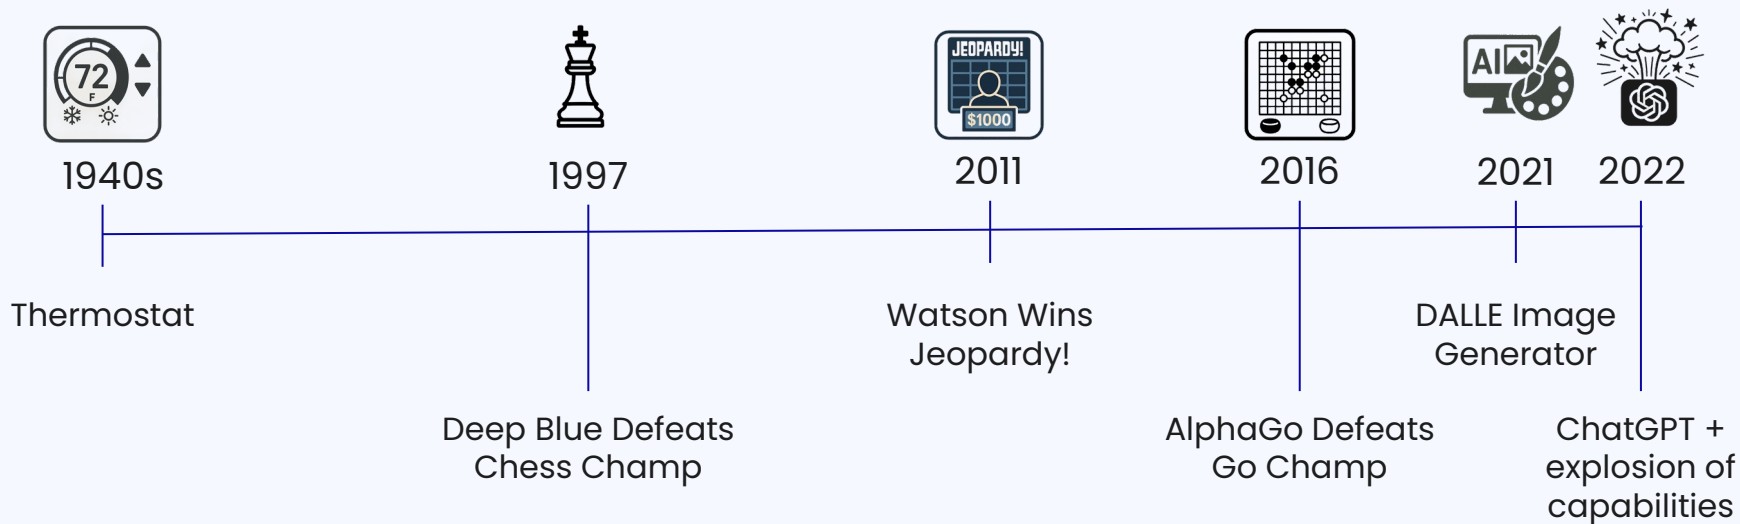 72
F
1940s
Thermostat
1997
Deep Blue Defeats
Chess Champ
JEOPARDY!
$1000
2011
Watson Wins
Jeopardy!
2016
AlphaGo Defeats
Go Champ
AI
2021
DALLE Image
Generator
2022
ChatGPT +
explosion of
capabilities